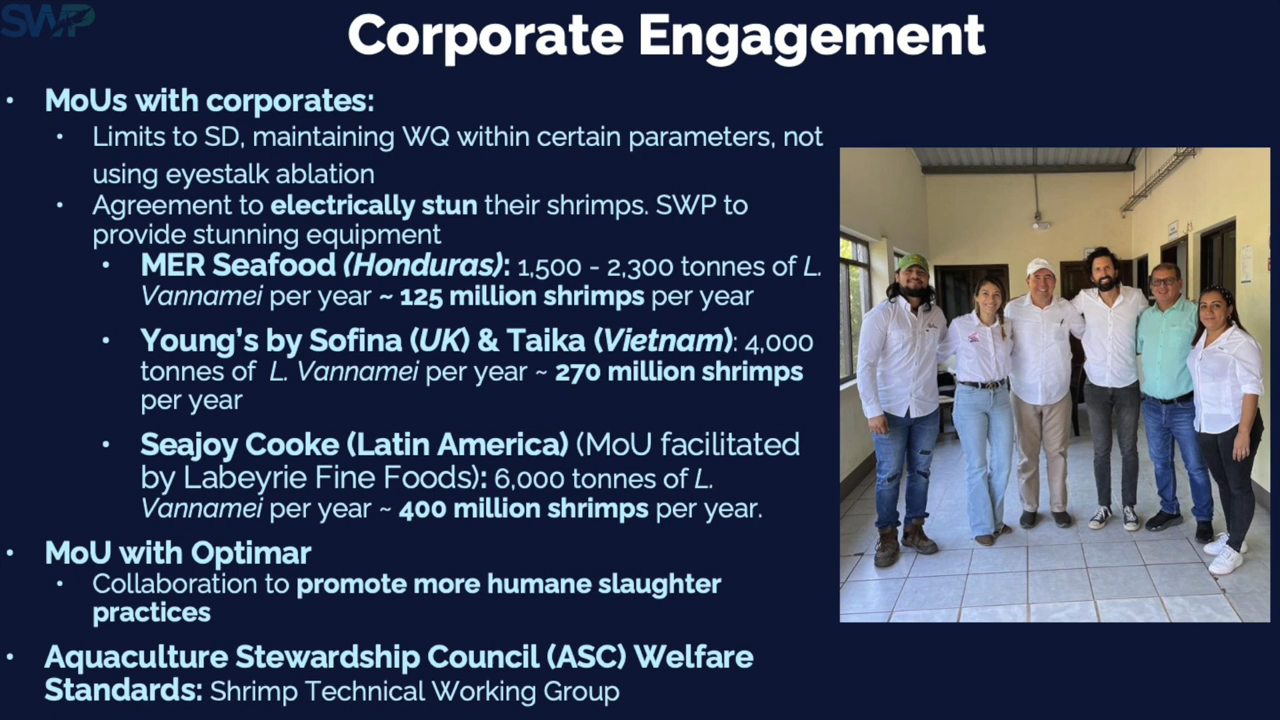 SWP
Corporate Engagement
• MoUs with corporates:
• Limits to SD, maintaining WQ within certain parameters, not
using eyestalk ablation
• Agreement to electrically stun their shrimps. SWP to
provide stunning equipment
• MER Seafood (Honduras): 1,500 - 2,300 tonnes of L.
Vannamei per year ~ 125 million shrimps per year
• Young's by Sofina (UK) & Taika (Vietnam): 4,000
tonnes of L. Vannamei per year ~ 270 million shrimps
per year
• Seajoy Cooke (Latin America) (MoU facilitated
by Labeyrie Fine Foods): 6,000 tonnes of L.
Vannamei per year ~ 400 million shrimps per year.
• MoU with Optimar
• Collaboration to promote more humane slaughter
practices
• Aquaculture Stewardship Council (ASC) Welfare
Standards: Shrimp Technical Working Group